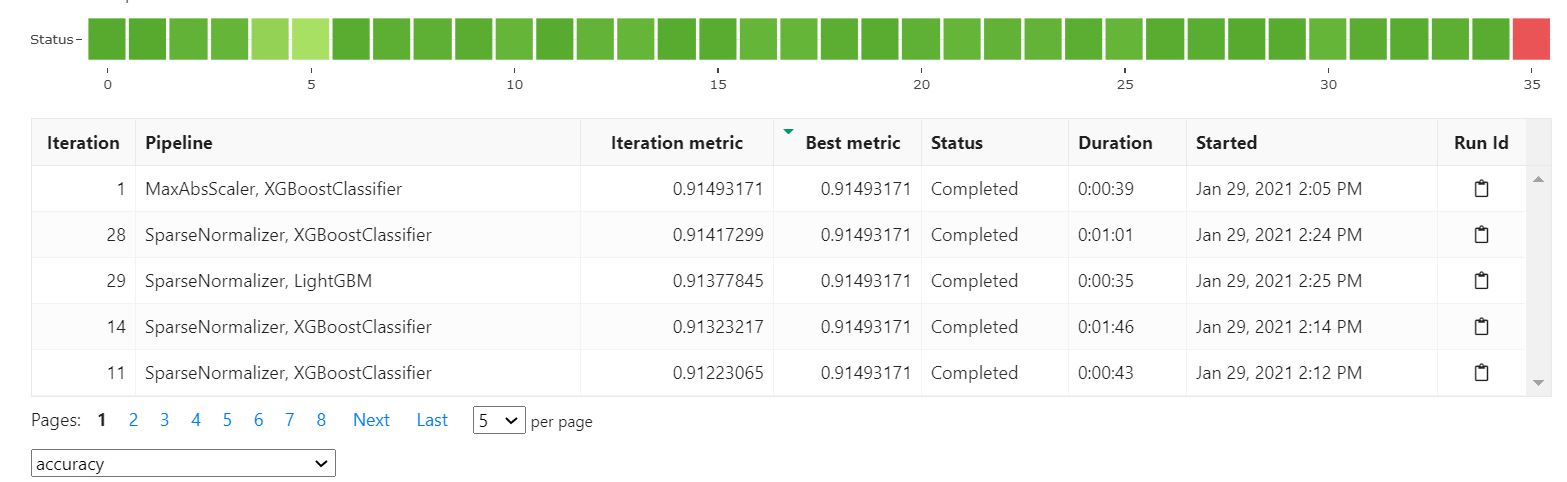 Status
0 5 10 15 20 25 30 35
Iteration Pipeline Iteration metric Best metric Status Duration Started Run Id
1 MaxAbsScaler, XGBoostClassifier 0.91493171 0.91493171 Completed 0:00:39 Jan 29, 2021 2:05 PM
28 SparseNormalizer, XGBoostClassifier 0.91417299 0.91493171 Completed 0:01:01 Jan 29, 2021 2:24 PM
29 SparseNormalizer, LightGBM 0.91377845 0.91493171 Completed 0:00:35 Jan 29, 2021 2:25 PM
14 SparseNormalizer, XGBoostClassifier 0.91323217 0.91493171 Completed 0:01:46 Jan 29, 2021 2:14 PM
11 SparseNormalizer, XGBoostClassifier 0.91223065 0.91493171 Completed 0:00:43 Jan 29, 2021 2:12 PM
Pages: 1 2 3 4 5 6 7 8 Next Last 5 per page
accuracy